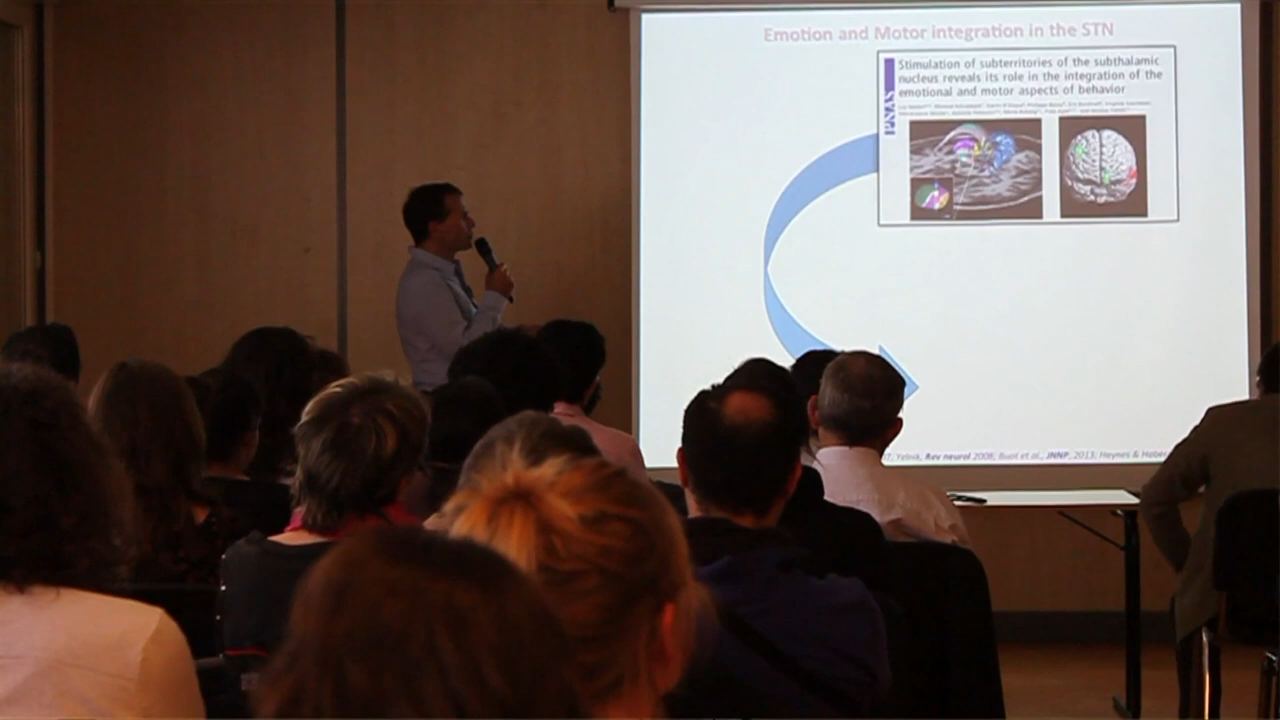 Emotion and Motor integration in the STN
PNAS
Stimulation of subterritories of the subthalamic
nucleus reveals its role in the integration of the
emotional and motor aspects of behavior
Yelnik, Rev neurol 2008; Buot et al., JNNP, 2013; Haynes & Haber